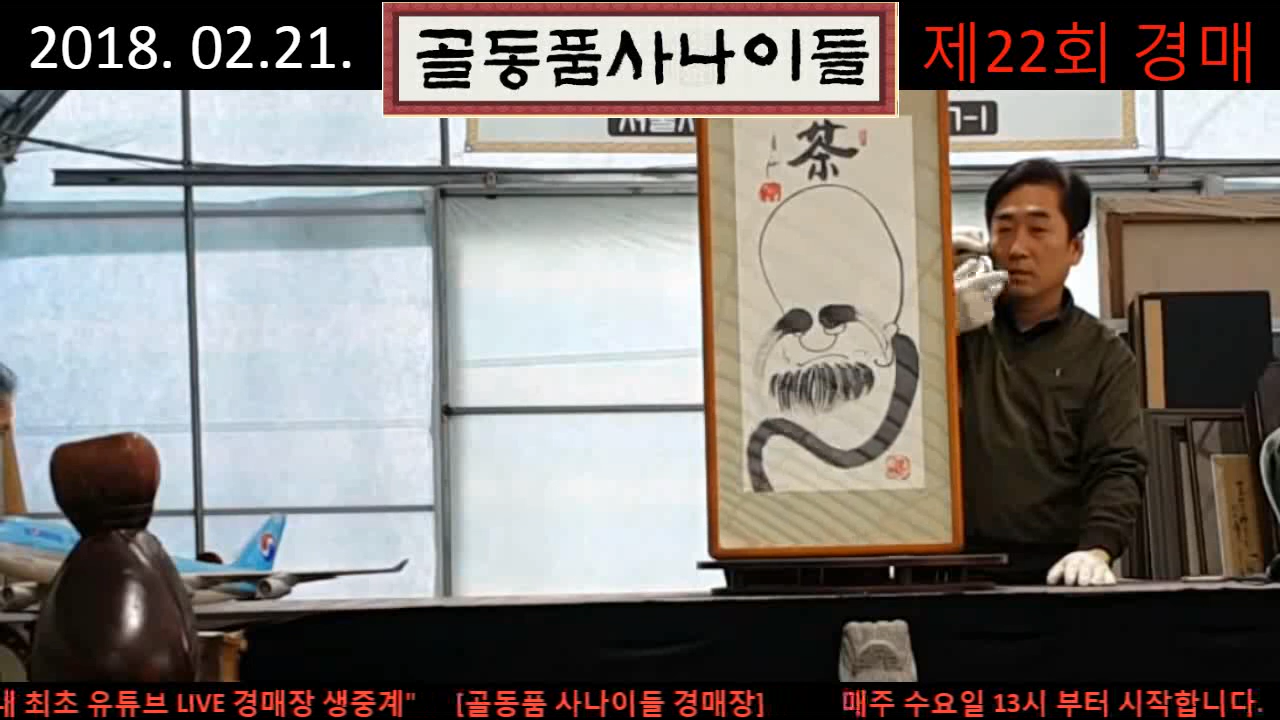 2018. 02.21.
골동품사나이들
제22회 경매
茶
내 최초 유튜브 LIVE 경매장 생중계"
[골동품 사나이들 경매장]
매주 수요일 13시 부터 시작합니다.